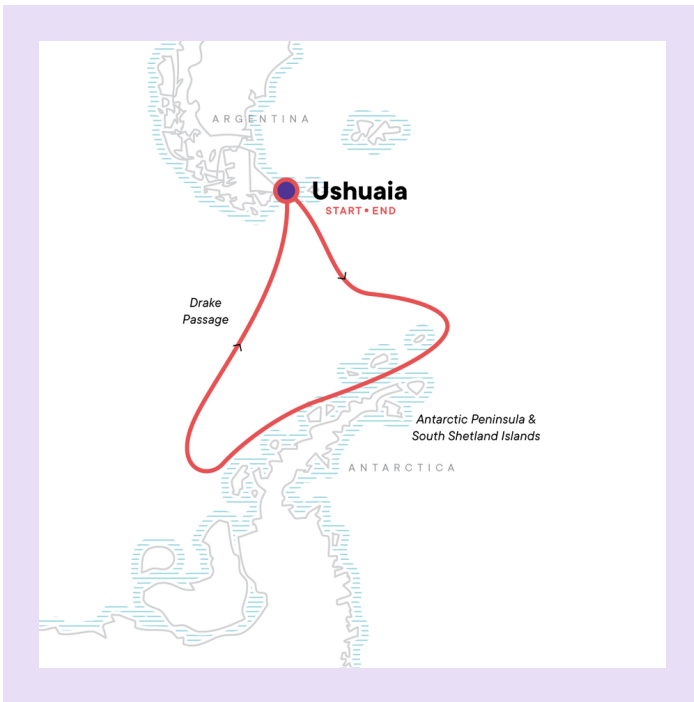 ARGENTINA
Ushuaia
START • END
Drake
Passage
Antarctic Peninsula &
South Shetland Islands
ANTARCTICA